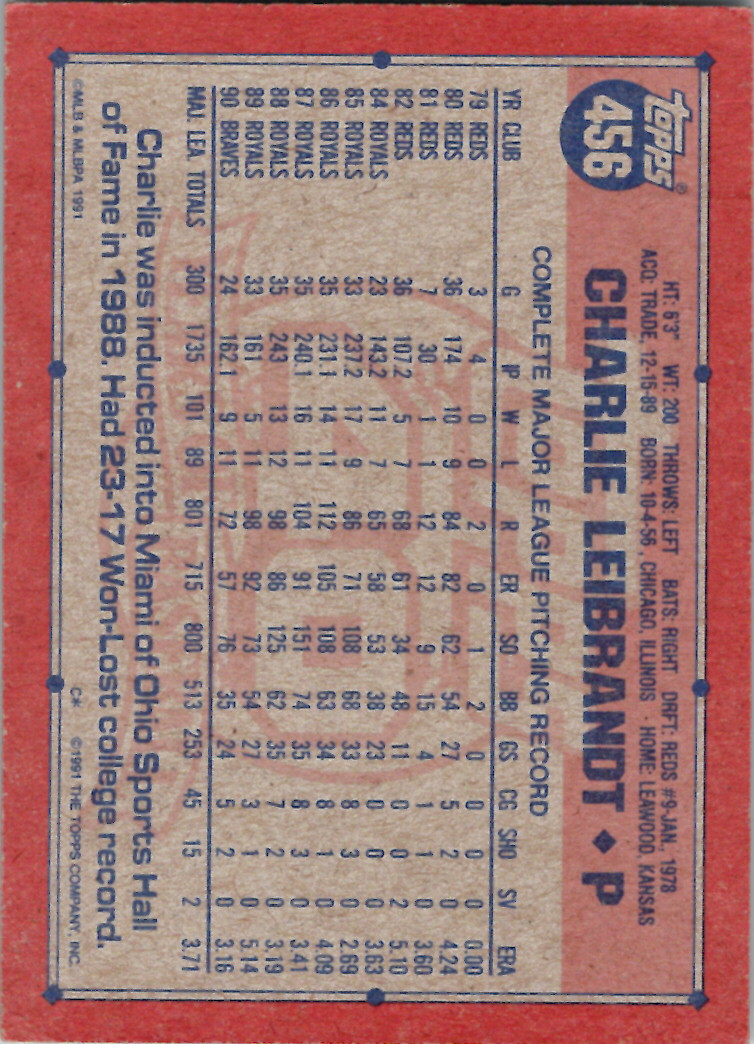 topps®
456
HT: 6'3" WT: 200 THROWS: LEFT BATS: RIGHT DRFT: REDS #9-JAN, 1978
ACQ: TRADE, 12-15-89 BORN: 10-4-56, CHICAGO, ILLINOIS - HOME: LEAWOOD, KANSAS
CHARLIE LEIBRANDT ◆ P
COMPLETE MAJOR LEAGUE PITCHING RECORD
YR CLUB G IP W L R ER SO BB GS CG SHO SV ERA
79 REDS 3 4 0 0 2 0 1 2 0 0 0 0 0.00
80 REDS 36 174 10 9 84 82 62 54 27 5 2 0 4.24
81 REDS 7 30 1 1 12 12 9 15 4 1 1 0 3.60
82 REDS 36 107.2 5 7 68 61 34 48 11 0 0 2 5.10
84 ROYALS 23 143.2 11 7 65 58 53 38 23 0 0 0 3.63
85 ROYALS 33 237.2 17 9 86 71 108 68 33 8 3 0 2.69
86 ROYALS 35 231.1 14 11 112 105 108 63 34 8 1 0 4.09
87 ROYALS 35 240.1 16 11 104 91 151 74 35 8 3 0 3.41
88 ROYALS 35 243 13 12 98 86 125 62 35 7 2 0 3.19
89 ROYALS 33 161 5 11 98 92 73 54 27 3 1 0 5.14
90 BRAVES 24 162.1 9 11 72 57 76 35 24 5 2 0 3.16
MAJ. LEA. TOTALS 300 1735 101 89 801 715 800 513 253 45 15 2 3.71
Charlie was inducted into Miami of Ohio Sports Hall
of Fame in 1988. Had 23-17 Won-Lost college record.
©MLB & MLBPA 1991 C* ©1991 THE TOPPS COMPANY, INC.